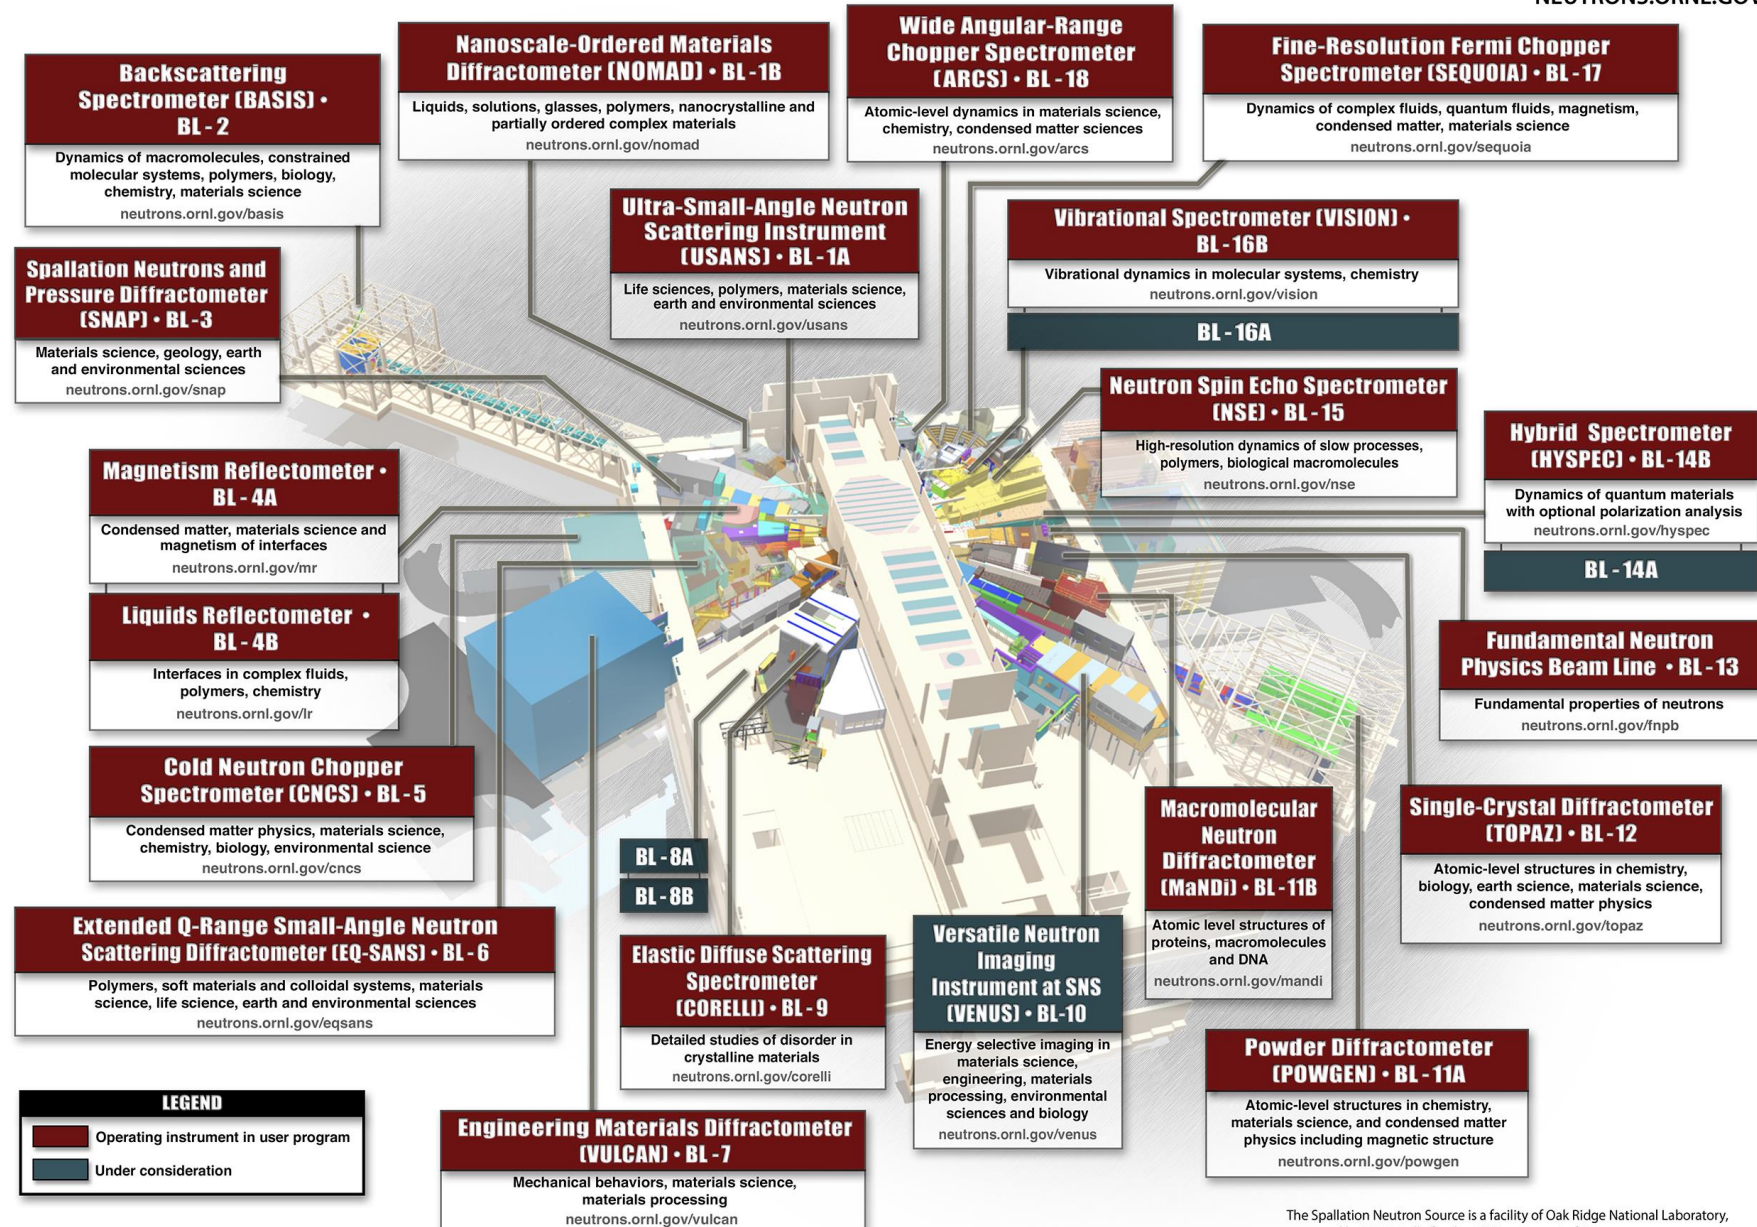 NEUTRONS.ORNL.GOV
Backscattering
Spectrometer (BASIS) •
BL - 2
Dynamics of macromolecules, constrained
molecular systems, polymers, biology,
chemistry, materials science
neutrons.ornl.gov/basis
Nanoscale-Ordered Materials
Diffractometer (NOMAD) • BL - 1B
Liquids, solutions, glasses, polymers, nanocrystalline and
partially ordered complex materials
neutrons.ornl.gov/nomad
Wide Angular-Range
Chopper Spectrometer
(ARCS) • BL - 18
Atomic-level dynamics in materials science,
chemistry, condensed matter sciences
neutrons.ornl.gov/arcs
Fine-Resolution Fermi Chopper
Spectrometer (SEQUOIA) • BL - 17
Dynamics of complex fluids, quantum fluids, magnetism,
condensed matter, materials science
neutrons.ornl.gov/sequoia
Ultra-Small-Angle Neutron
Scattering Instrument
(USANS) • BL - 1A
Life sciences, polymers, materials science,
earth and environmental sciences
neutrons.ornl.gov/usans
Vibrational Spectrometer (VISION) •
BL - 16B
Vibrational dynamics in molecular systems, chemistry
neutrons.ornl.gov/vision
BL - 16A
Spallation Neutrons and
Pressure Diffractometer
(SNAP) • BL - 3
Materials science, geology, earth
and environmental sciences
neutrons.ornl.gov/snap
Neutron Spin Echo Spectrometer
(NSE) • BL - 15
High-resolution dynamics of slow processes,
polymers, biological macromolecules
neutrons.ornl.gov/nse
Hybrid Spectrometer
(HYSPEC) • BL - 14B
Dynamics of quantum materials
with optional polarization analysis
neutrons.ornl.gov/hyspec
BL - 14A
Magnetism Reflectometer •
BL - 4A
Condensed matter, materials science and
magnetism of interfaces
neutrons.ornl.gov/mr
Liquids Reflectometer •
BL - 4B
Interfaces in complex fluids,
polymers, chemistry
neutrons.ornl.gov/lr
Fundamental Neutron
Physics Beam Line • BL - 13
Fundamental properties of neutrons
neutrons.ornl.gov/fnpb
Cold Neutron Chopper
Spectrometer (CNCS) • BL - 5
Condensed matter physics, materials science,
chemistry, biology, environmental science
neutrons.ornl.gov/cncs
BL - 8A
BL - 8B
Macromolecular
Neutron
Diffractometer
(MaNDi) • BL - 11B
Atomic level structures of
proteins, macromolecules
and DNA
neutrons.ornl.gov/mandi
Single-Crystal Diffractometer
(TOPAZ) • BL - 12
Atomic-level structures in chemistry,
biology, earth science, materials science,
condensed matter physics
neutrons.ornl.gov/topaz
Extended Q-Range Small-Angle Neutron
Scattering Diffractometer (EQ-SANS) • BL - 6
Polymers, soft materials and colloidal systems, materials
science, life science, earth and environmental sciences
neutrons.ornl.gov/eqsans
Elastic Diffuse Scattering
Spectrometer
(CORELLI) • BL - 9
Detailed studies of disorder in
crystalline materials
neutrons.ornl.gov/corelli
Versatile Neutron
Imaging
Instrument at SNS
(VENUS) • BL-10
Energy selective imaging in
materials science,
engineering, materials
processing, environmental
sciences and biology
neutrons.ornl.gov/venus
Powder Diffractometer
(POWGEN) • BL - 11A
Atomic-level structures in chemistry,
materials science, and condensed matter
physics including magnetic structure
neutrons.ornl.gov/powgen
LEGEND
Operating instrument in user program
Under consideration
Engineering Materials Diffractometer
(VULCAN) • BL - 7
Mechanical behaviors, materials science,
materials processing
neutrons.ornl.gov/vulcan
The Spallation Neutron Source is a facility of Oak Ridge National Laboratory,